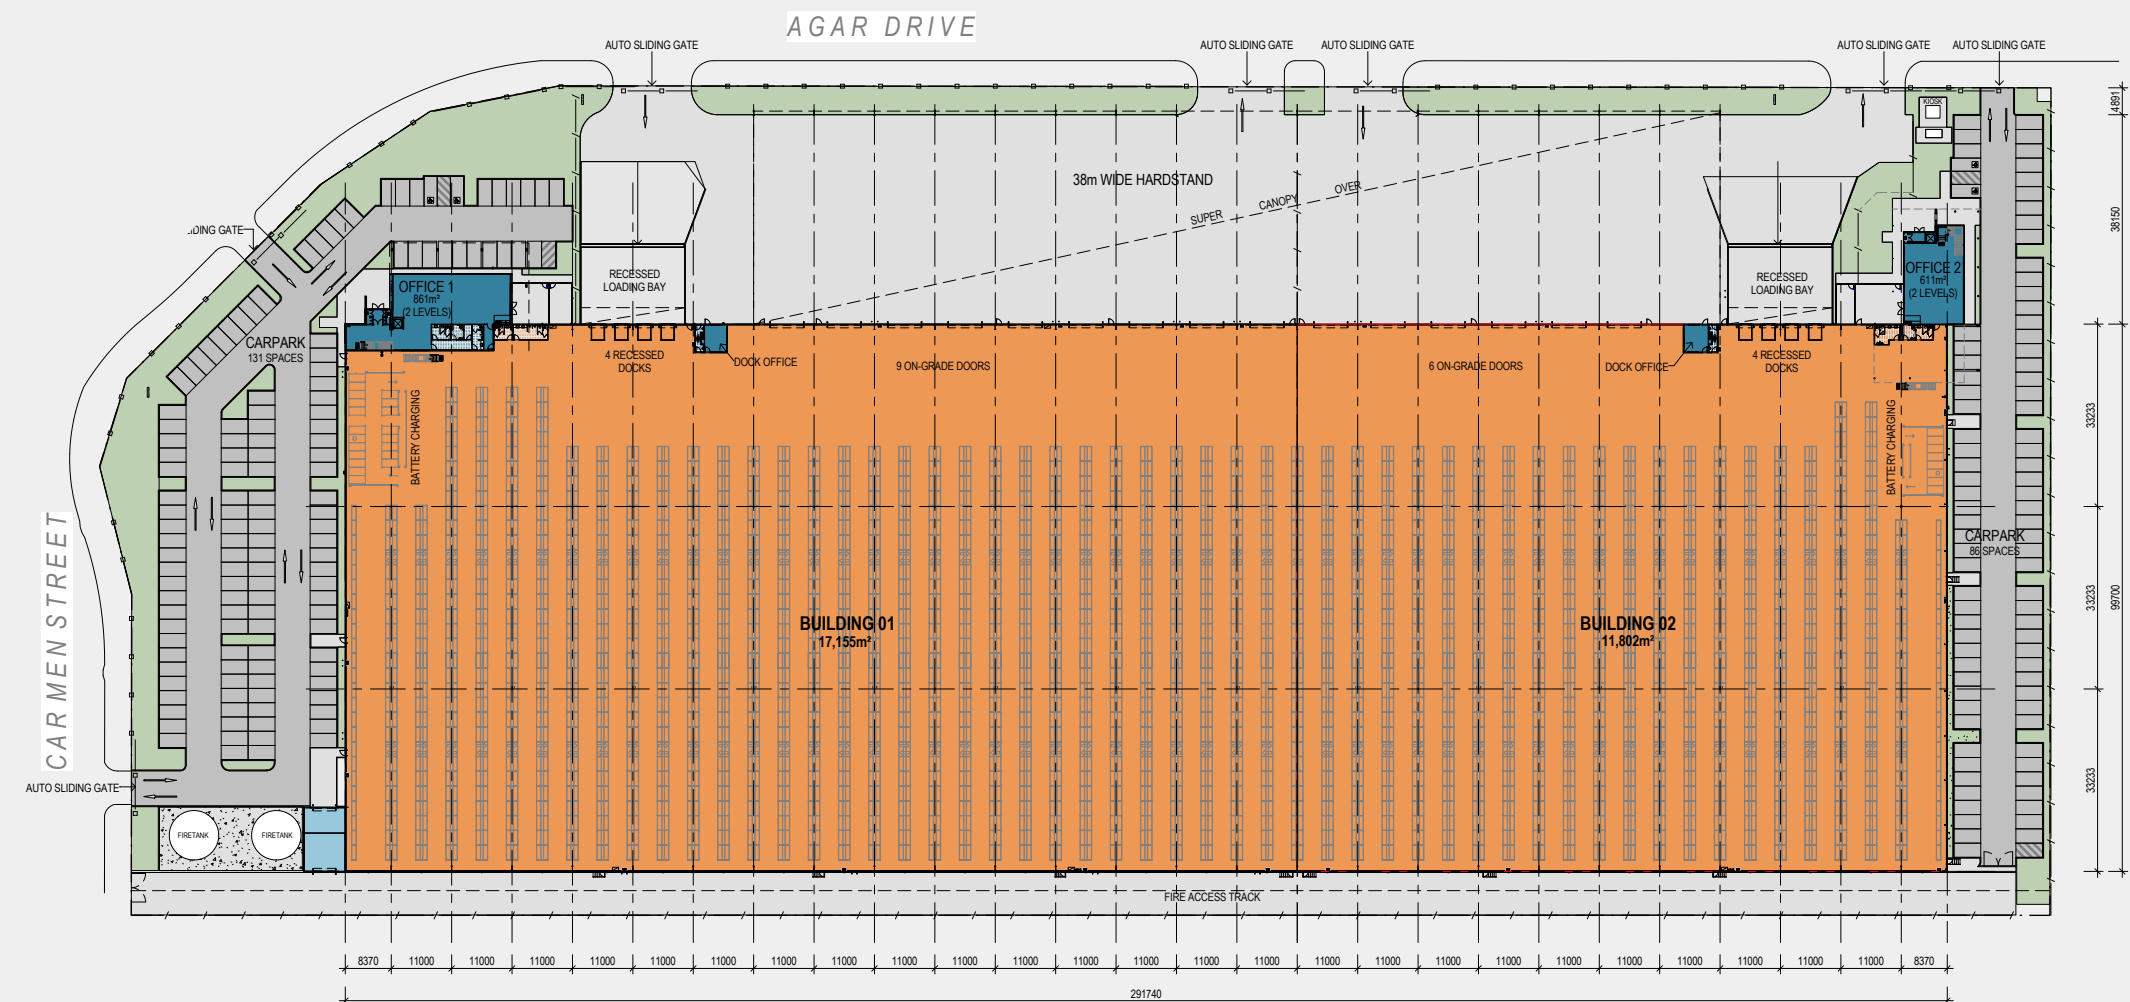 AGAR DRIVE
AUTO SLIDING GATE
AUTO SLIDING GATE
AUTO SLIDING GATE
AUTO SLIDING GATE
AUTO SLIDING GATE
KIOSK
4891
38m WIDE HARDSTAND
SUPER CANOPY OVER
38150
.IDING GATE
RECESSED
LOADING BAY
RECESSED
LOADING BAY
OFFICE 1
861m²
(2 LEVELS)
OFFICE 2
611m²
(2 LEVELS)
CARPARK
131 SPACES
4 RECESSED
DOCKS
DOCK OFFICE
9 ON-GRADE DOORS
6 ON-GRADE DOORS
DOCK OFFICE
4 RECESSED
DOCKS
BATTERY CHARGING
BATTERY CHARGING
33233
CARMEN STREET
CARPARK
86 SPACES
33233
99700
BUILDING 01
17,155m²
BUILDING 02
11,802m²
33233
AUTO SLIDING GATE
FIRETANK
FIRETANK
FIRE ACCESS TRACK
8370 11000 11000 11000 11000 11000 11000 11000 11000 11000 11000 11000 11000 11000 11000 11000 11000 11000 11000 11000 11000 11000 11000 11000 11000 11000 8370
291740